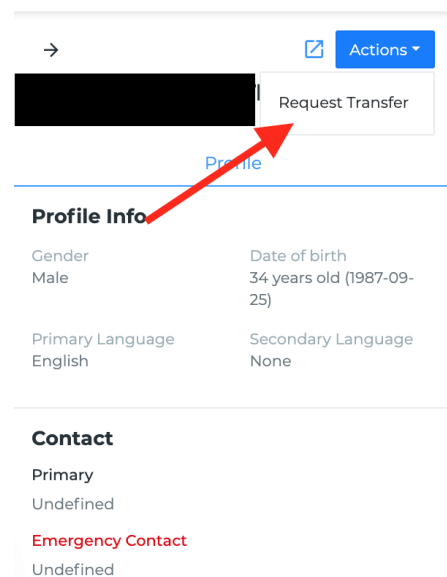 Actions
Request Transfer
Profile
Profile Info
Gender
Date of birth
Male
34 years old (1987-09-
25)
Primary Language
Secondary Language
English
None
Contact
Primary
Undefined
Emergency Contact
Undefined